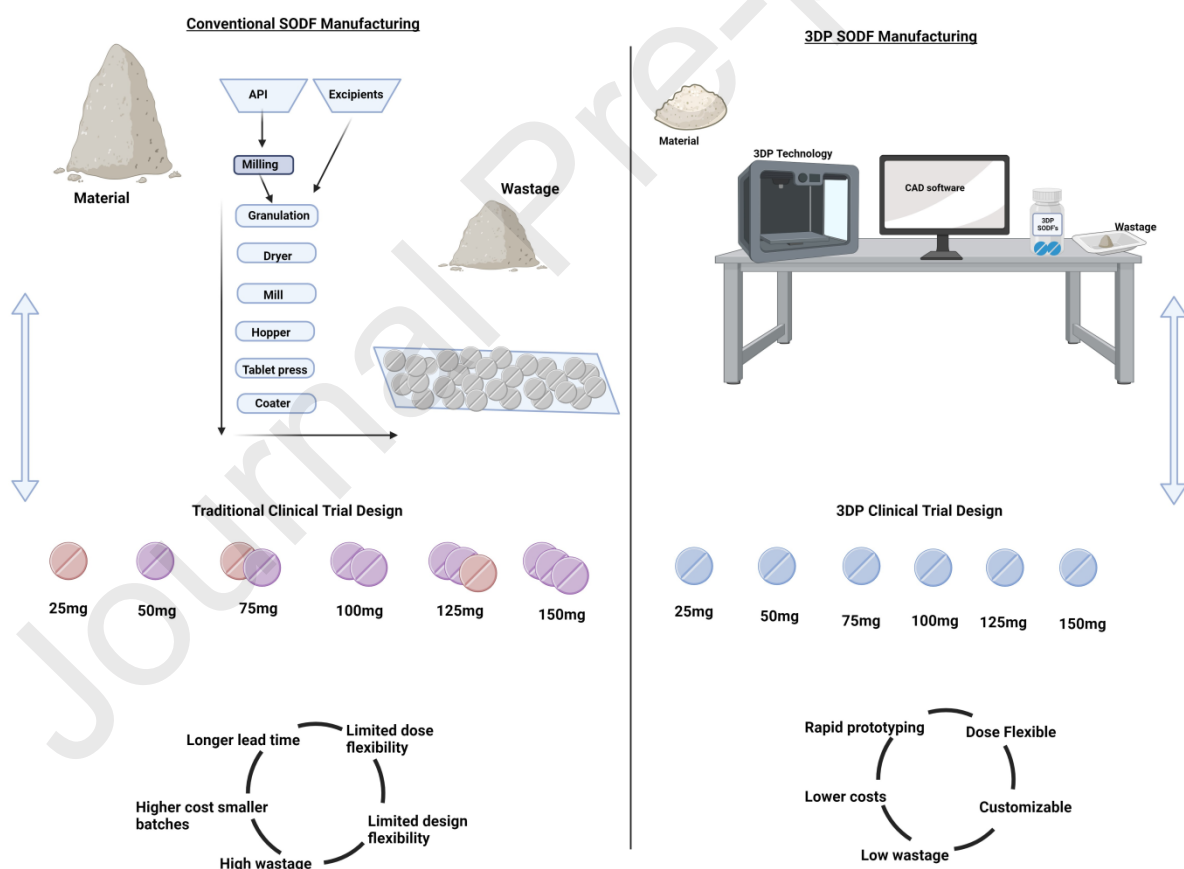 Conventional SODF Manufacturing
API
Excipients
Milling
Material
Wastage
Granulation
Dryer
Mill
Hopper
Tablet press
Coater
Traditional Clinical Trial Design
25mg
50mg
75mg
100mg
125mg
150mg
Longer lead time
Limited dose
flexibility
Higher cost smaller
batches
Limited design
flexibility
High wastage
3DP SODF Manufacturing
Material
3DP Technology
CAD software
3DP
SODF's
Wastage
3DP Clinical Trial Design
25mg
50mg
75mg
100mg
125mg
150mg
Rapid prototyping
Dose Flexible
Lower costs
Customizable
Low wastage
Journal Pre-